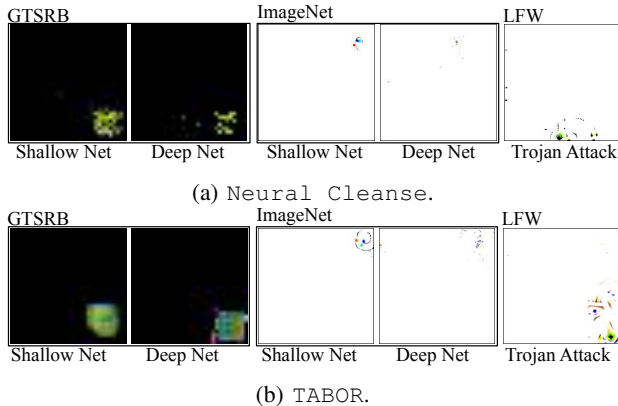 GTSRB ImageNet LFW
Shallow Net Deep Net Shallow Net Deep Net Trojan Attack
(a) Neural Cleanse.
GTSRB ImageNet LFW
Shallow Net Deep Net Shallow Net Deep Net Trojan Attack
(b) TABOR.